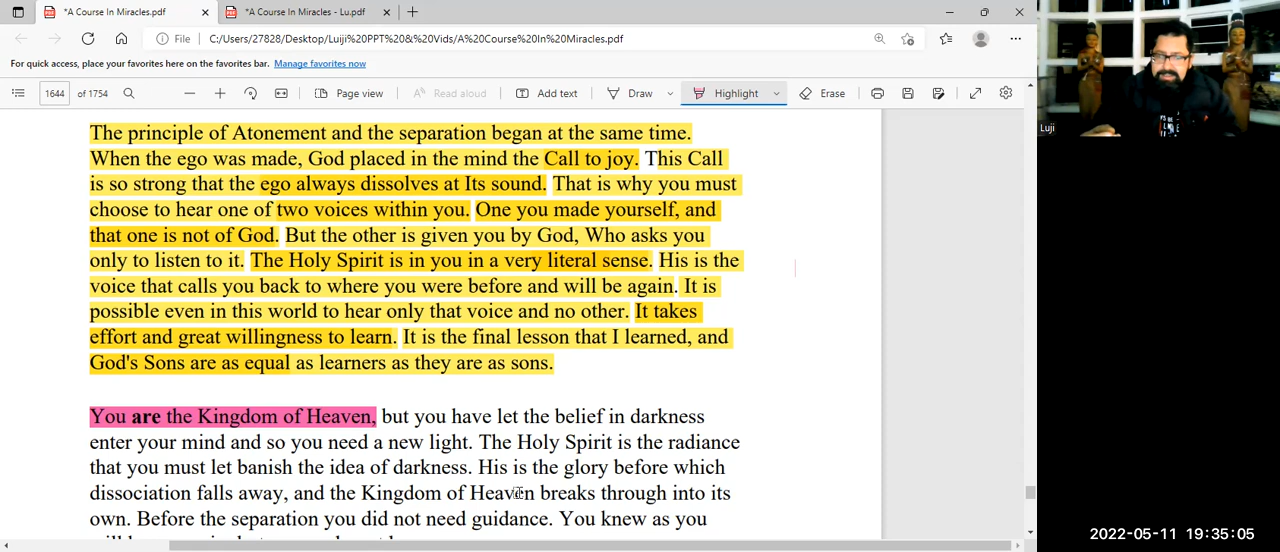 *A Course In Miracles.pdf
*A Course In Miracles - Lu.pdf
File C:/Users/27828/Desktop/Luiji%20PPT%20&%20Vids/A%20Course%20In%20Miracles.pdf
For quick access, place your favorites here on the favorites bar. Manage favorites now
1644 of 1754 Page view Read aloud Add text Draw Highlight Erase
The principle of Atonement and the separation began at the same time.
When the ego was made, God placed in the mind the Call to joy. This Call
is so strong that the ego always dissolves at Its sound. That is why you must
choose to hear one of two voices within you. One you made yourself, and
that one is not of God. But the other is given you by God, Who asks you
only to listen to it. The Holy Spirit is in you in a very literal sense. His is the
voice that calls you back to where you were before and will be again. It is
possible even in this world to hear only that voice and no other. It takes
effort and great willingness to learn. It is the final lesson that I learned, and
God's Sons are as equal as learners as they are as sons.
You are the Kingdom of Heaven, but you have let the belief in darkness
enter your mind and so you need a new light. The Holy Spirit is the radiance
that you must let banish the idea of darkness. His is the glory before which
dissociation falls away, and the Kingdom of Heaven breaks through into its
own. Before the separation you did not need guidance. You knew as you
Luji
2022-05-11 19:35:05